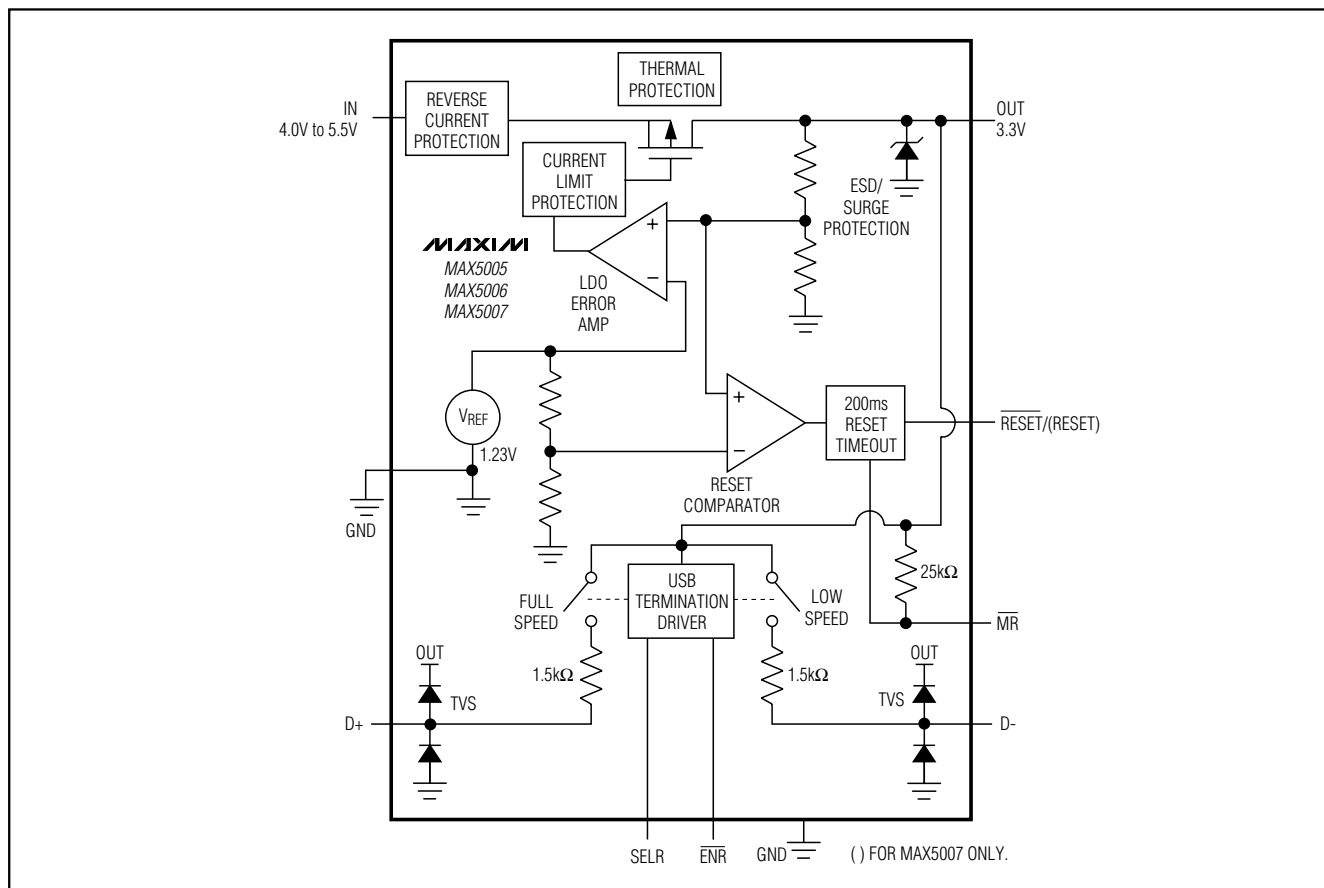 THERMAL
PROTECTION
IN
4.0V to 5.5V
REVERSE
CURRENT
PROTECTION
OUT
3.3V
CURRENT
LIMIT
PROTECTION
ESD/
SURGE
PROTECTION
MAXIM
MAX5005
MAX5006
MAX5007
+
−
LDO
ERROR
AMP
VREF
1.23V
+
−
RESET
COMPARATOR
200ms
RESET
TIMEOUT
R̅E̅S̅E̅T̅/(RESET)
GND
FULL
SPEED
USB
TERMINATION
DRIVER
LOW
SPEED
25kΩ
M̅R̅
OUT
TVS
1.5kΩ
1.5kΩ
OUT
TVS
D+
D-
SELR
E̅N̅R̅
GND
( ) FOR MAX5007 ONLY.